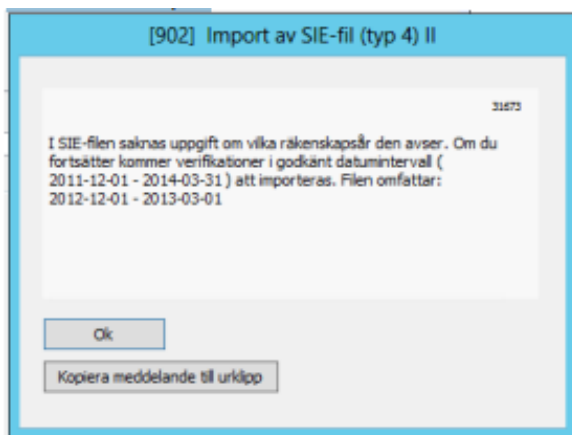 [902] Import av SIE-fil (typ 4) II
31673
I SIE-filen saknas uppgift om vilka räkenskapsår den avser. Om du
fortsätter kommer verifikationer i godkänt datumintervall (
2011-12-01 - 2014-03-31 ) att importeras. Filen omfattar:
2012-12-01 - 2013-03-01
Ok
Kopiera meddelande till urklipp